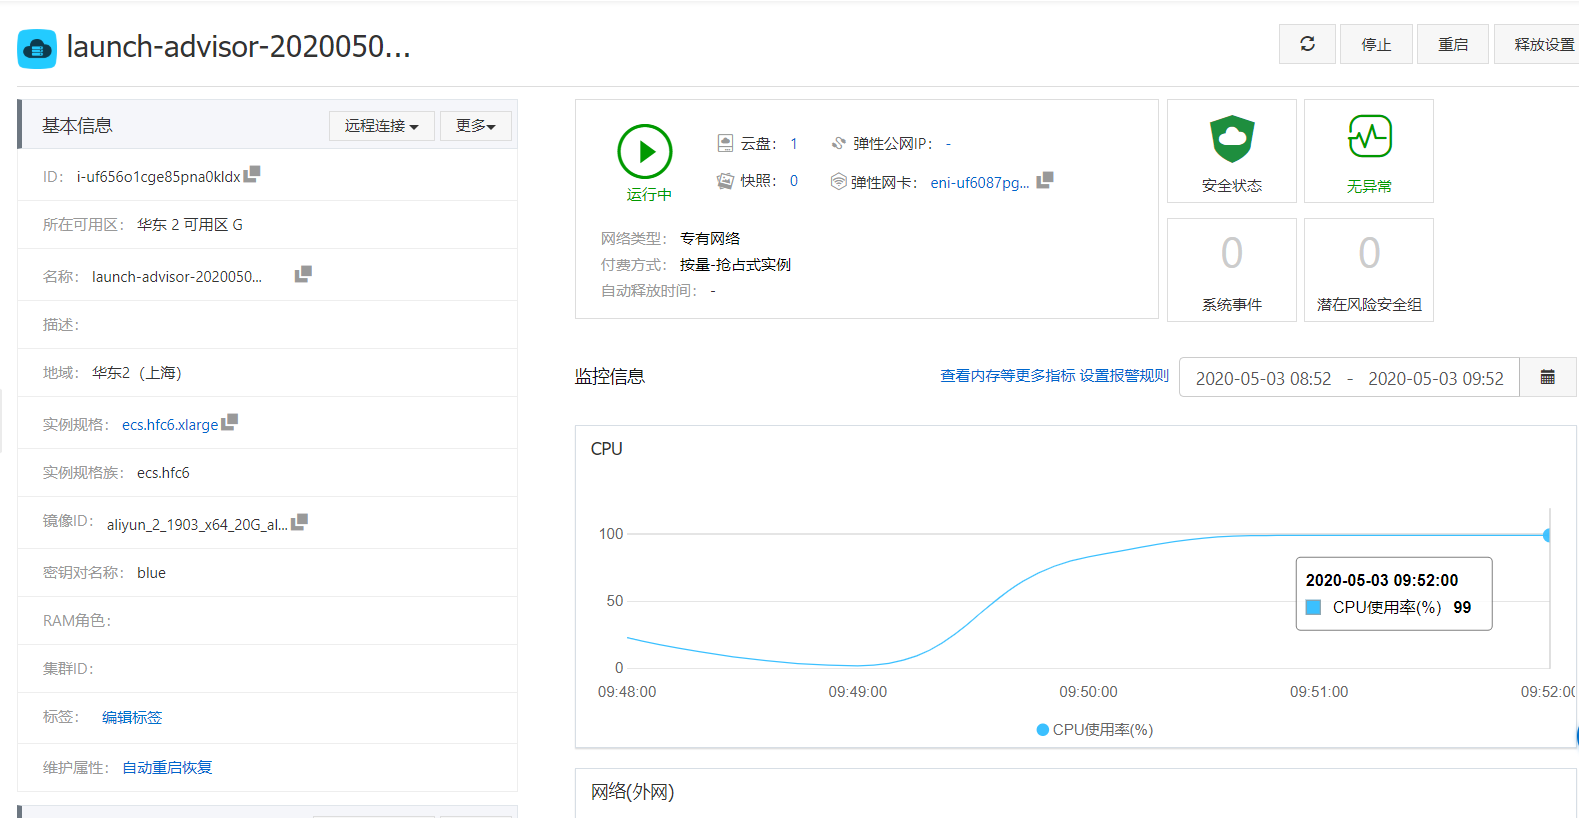 launch-advisor-2020050...
停止
重启
释放设置
基本信息
远程连接
更多
ID： i-uf656o1cge85pna0kldx
所在可用区： 华东 2 可用区 G
名称： launch-advisor-2020050...
描述：
地域： 华东2（上海）
实例规格： ecs.hfc6.xlarge
实例规格族： ecs.hfc6
镜像ID： aliyun_2_1903_x64_20G_al...
密钥对名称： blue
RAM角色：
集群ID：
标签： 编辑标签
维护属性： 自动重启恢复
运行中
云盘： 1
弹性公网IP： -
快照： 0
弹性网卡： eni-uf6087pg...
网络类型： 专有网络
付费方式： 按量-抢占式实例
自动释放时间： -
安全状态
无异常
0
系统事件
0
潜在风险安全组
监控信息
查看内存等更多指标 设置报警规则
2020-05-03 08:52 - 2020-05-03 09:52
CPU
100
50
0
2020-05-03 09:52:00
CPU使用率(%) 99
09:48:00
09:49:00
09:50:00
09:51:00
09:52:00
CPU使用率(%)
网络(外网)